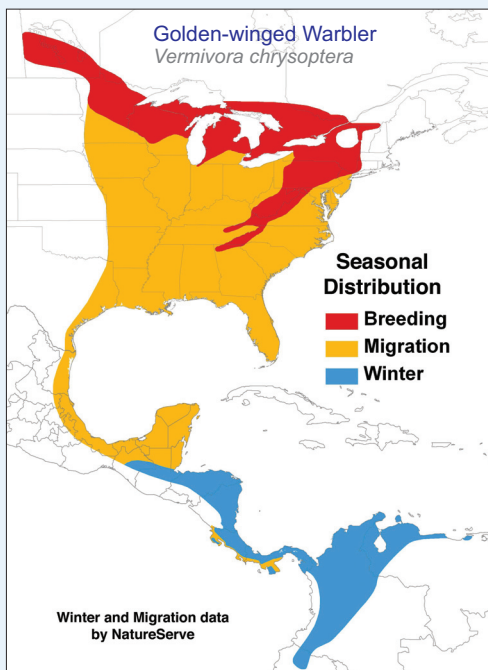 Golden-winged Warbler
Vermivora chrysoptera
Seasonal
Distribution
Breeding
Migration
Winter
Winter and Migration data
by NatureServe